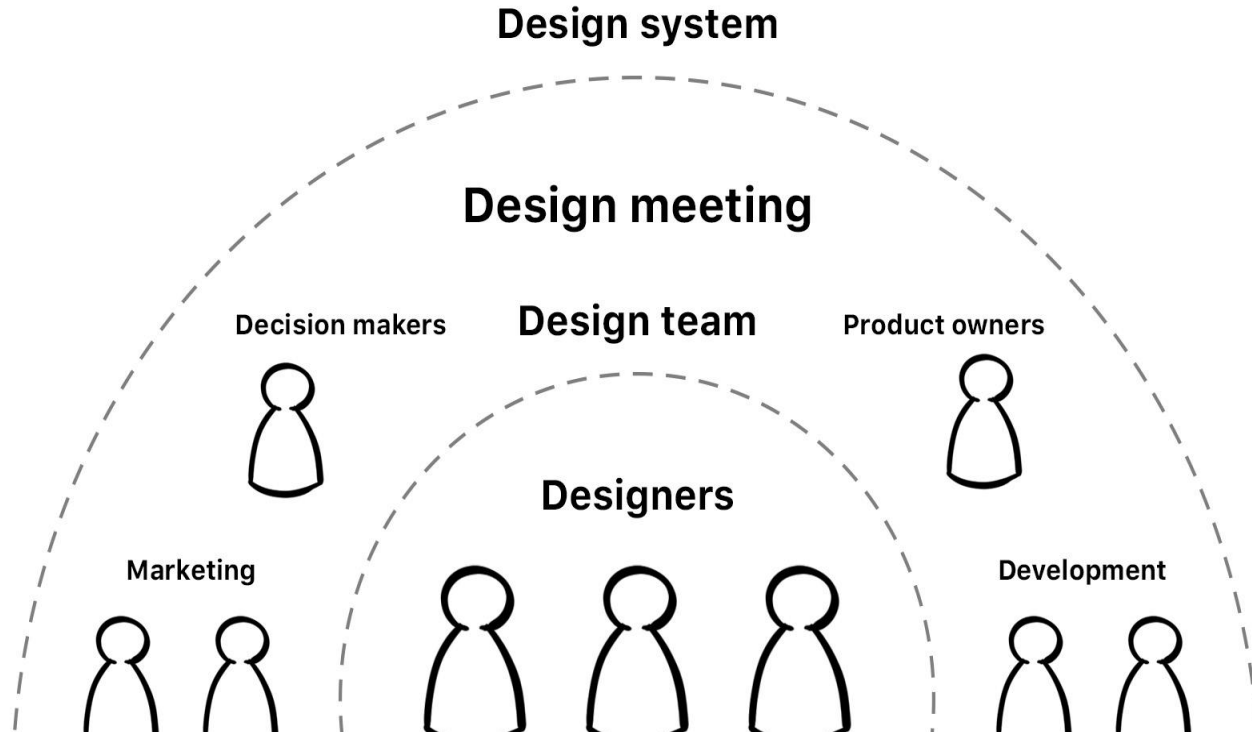 Design system
Design meeting
Decision makers
Design team
Product owners
Designers
Marketing
Development